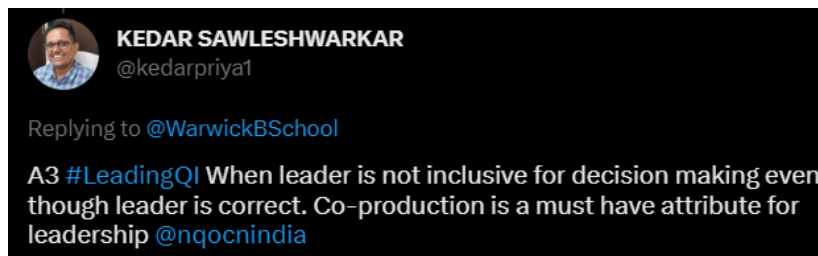 KEDAR SAWLESHWARKAR
@kedarpriya1
Replying to @WarwickBSchool
A3 #LeadingQI When leader is not inclusive for decision making even
though leader is correct. Co-production is a must have attribute for
leadership @nqocnindia